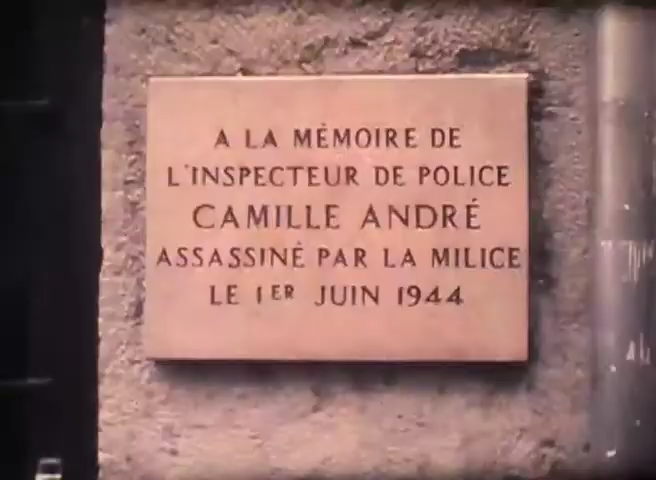 A LA MÉMOIRE DE
L'INSPECTEUR DE POLICE
CAMILLE ANDRÉ
ASSASSINÉ PAR LA MILICE
LE 1ER JUIN 1944